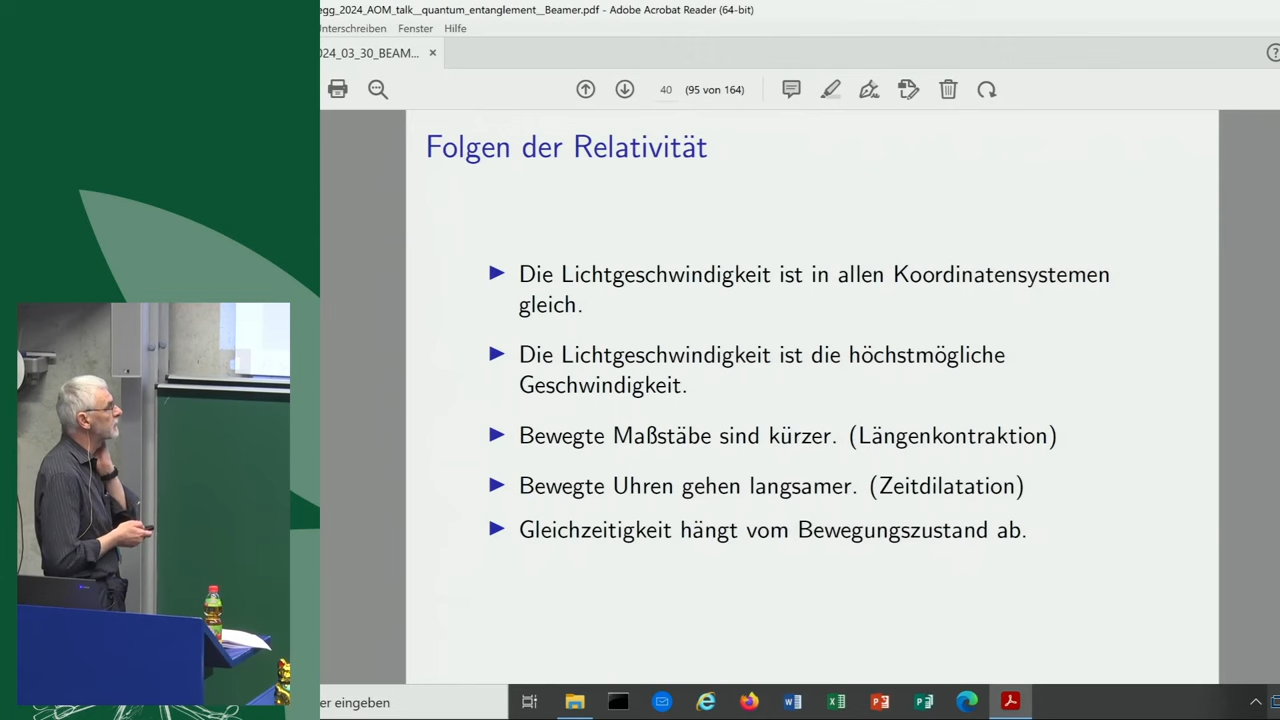 egg_2024_AOM_talk__quantum_entanglement__Beamer.pdf - Adobe Acrobat Reader (64-bit)
Unterschreiben Fenster Hilfe
024_03_30_BEAM... ×
40 (95 von 164)
Folgen der Relativität
Die Lichtgeschwindigkeit ist in allen Koordinatensystemen
gleich.
Die Lichtgeschwindigkeit ist die höchstmögliche
Geschwindigkeit.
Bewegte Maßstäbe sind kürzer. (Längenkontraktion)
Bewegte Uhren gehen langsamer. (Zeitdilatation)
Gleichzeitigkeit hängt vom Bewegungszustand ab.
er eingeben